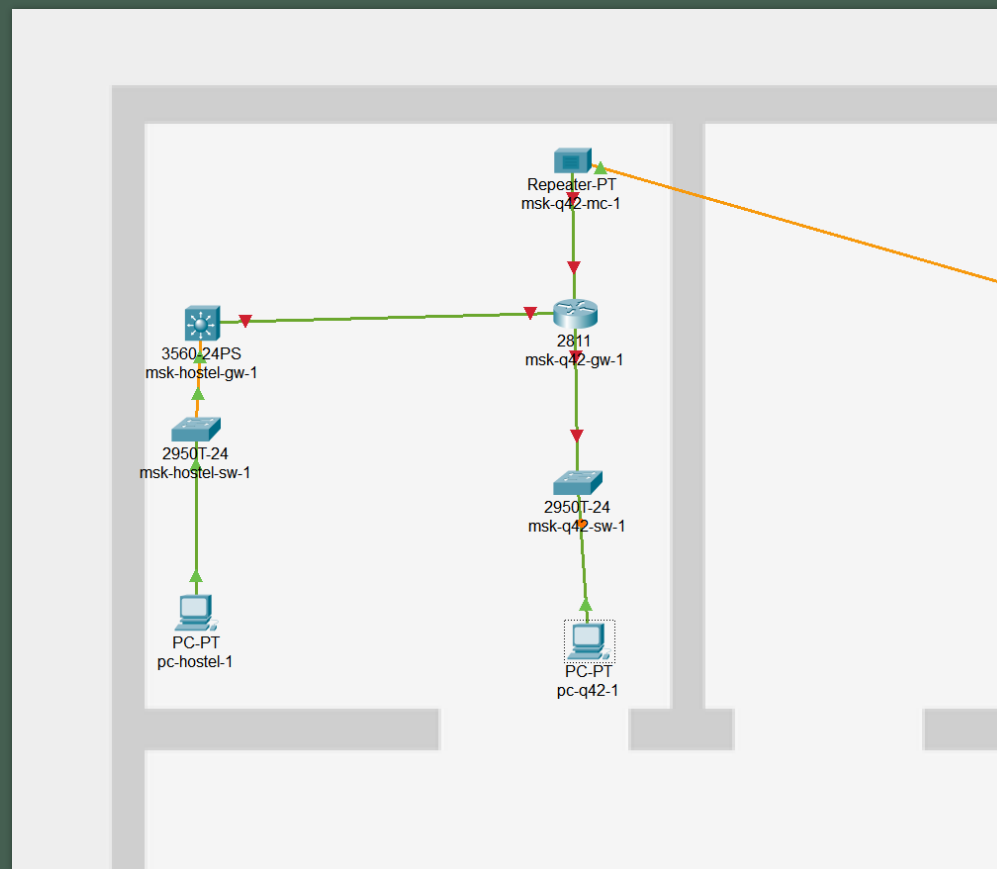 Repeater-PT
msk-q42-mc-1
2811
msk-q42-gw-1
3560-24PS
msk-hostel-gw-1
2950T-24
msk-hostel-sw-1
2950T-24
msk-q42-sw-1
PC-PT
pc-hostel-1
PC-PT
pc-q42-1